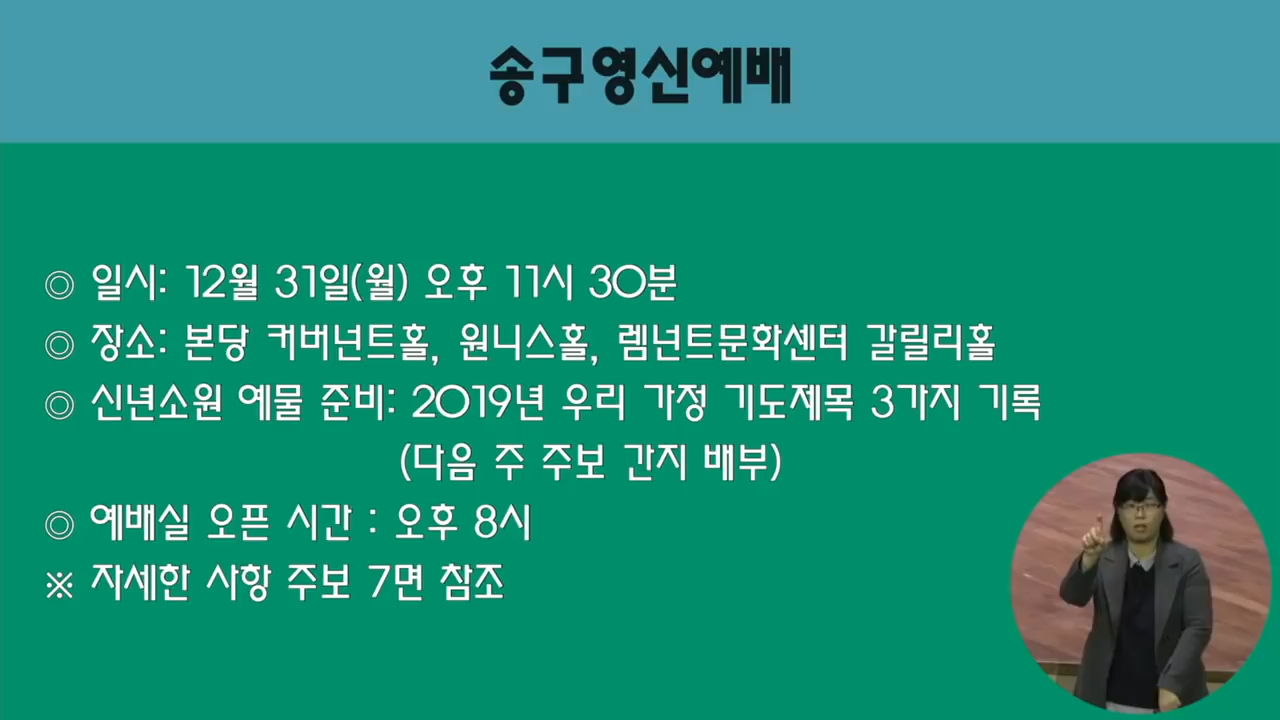 송구영신예배
◎ 일시: 12월 31일(월) 오후 11시 30분
◎ 장소: 본당 커버넌트홀, 원니스홀, 렘넌트문화센터 갈릴리홀
◎ 신년소원 예물 준비: 2019년 우리 가정 기도제목 3가지 기록
(다음 주 주보 간지 배부)
◎ 예배실 오픈 시간 : 오후 8시
※ 자세한 사항 주보 7면 참조